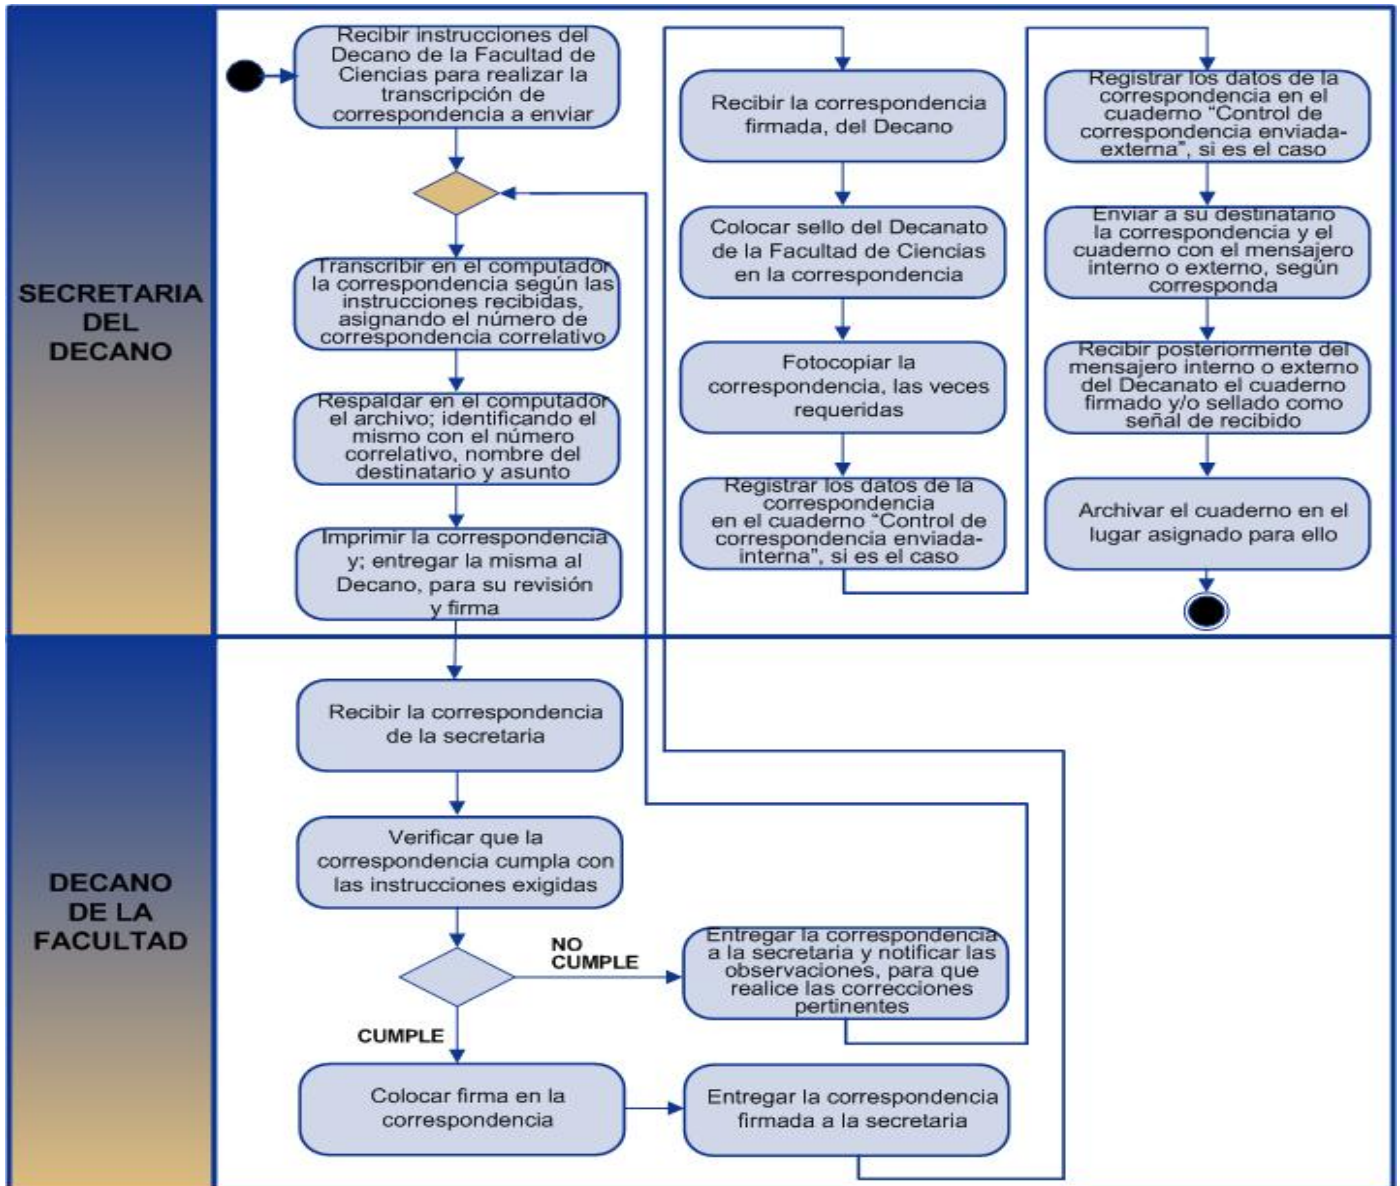 SECRETARIA
DEL
DECANO
Recibir instrucciones del
Decano de la Facultad de
Ciencias para realizar la
transcripción de
correspondencia a enviar
Transcribir en el computador
la correspondencia según las
instrucciones recibidas,
asignando el número de
correspondencia correlativo
Respaldar en el computador
el archivo; identificando el
mismo con el número
correlativo, nombre del
destinatario y asunto
Imprimir la correspondencia
y; entregar la misma al
Decano, para su revisión
y firma
Recibir la correspondencia
firmada, del Decano
Colocar sello del Decanato
de la Facultad de Ciencias
en la correspondencia
Fotocopiar la
correspondencia, las veces
requeridas
Registrar los datos de la
correspondencia
en el cuaderno “Control de
correspondencia enviada-
interna”, si es el caso
Registrar los datos de la
correspondencia en el
cuaderno “Control de
correspondencia enviada-
externa”, si es el caso
Enviar a su destinatario
la correspondencia y el
cuaderno con el mensajero
interno o externo, según
corresponda
Recibir posteriormente del
mensajero interno o externo
del Decanato el cuaderno
firmado y/o sellado como
señal de recibido
Archivar el cuaderno en el
lugar asignado para ello
DECANO
DE LA
FACULTAD
Recibir la correspondencia
de la secretaria
Verificar que la
correspondencia cumpla con
las instrucciones exigidas
NO
CUMPLE
Entregar la correspondencia
a la secretaria y notificar las
observaciones, para que
realice las correcciones
pertinentes
CUMPLE
Colocar firma en la
correspondencia
Entregar la correspondencia
firmada a la secretaria